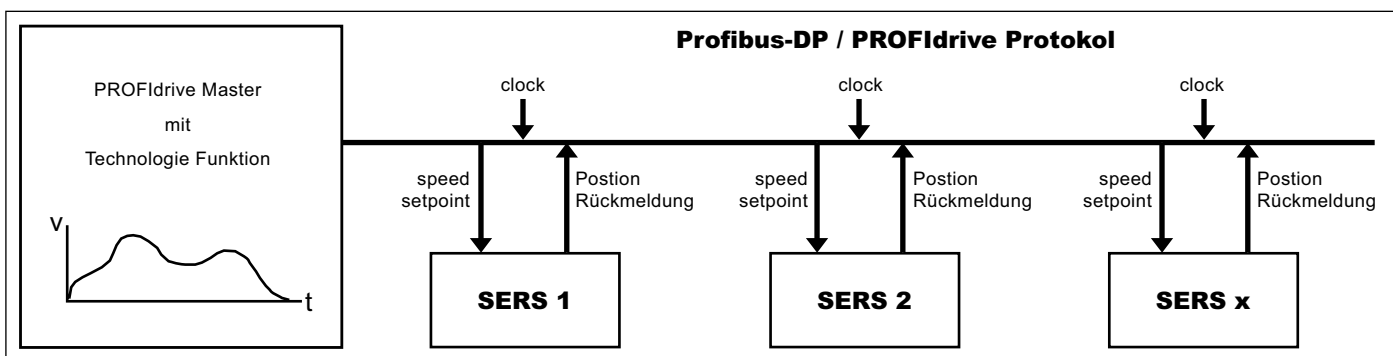 Profibus-DP / PROFIdrive Protokol
PROFIdrive Master
mit
Technologie Funktion
v
t
clock
clock
clock
speed
setpoint
Postion
Rückmeldung
speed
setpoint
Postion
Rückmeldung
speed
setpoint
Postion
Rückmeldung
SERS 1
SERS 2
SERS x